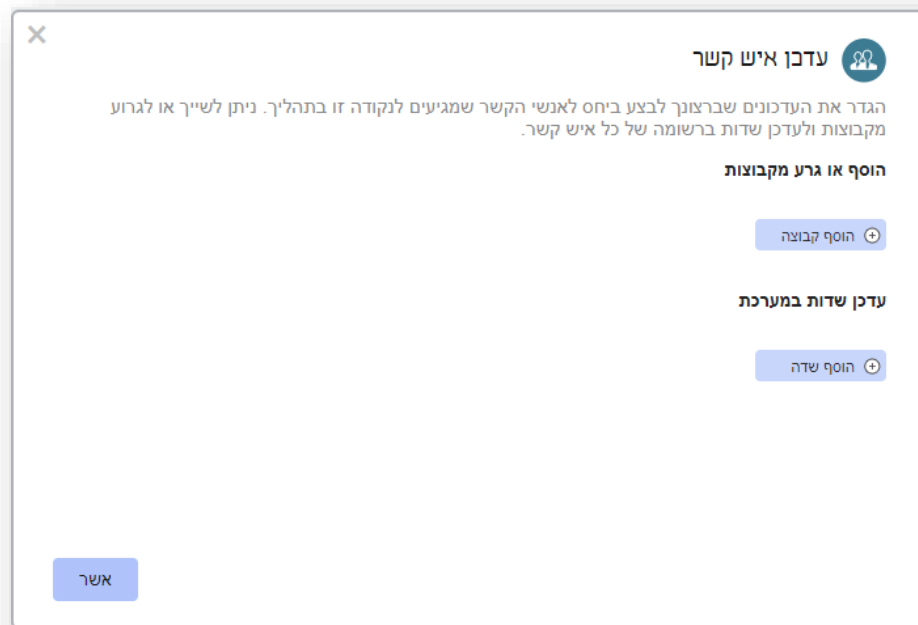 עדכן איש קשר
הגדר את העדכונים שברצונך לבצע ביחס לאנשי הקשר שמגיעים לנקודה זו בתהליך. ניתן לשייך או לגרוע
מקבוצות ולעדכן שדות ברשומה של כל איש קשר.
הוסף או גרע מקבוצות
הוסף קבוצה
עדכן שדות במערכת
הוסף שדה
אשר